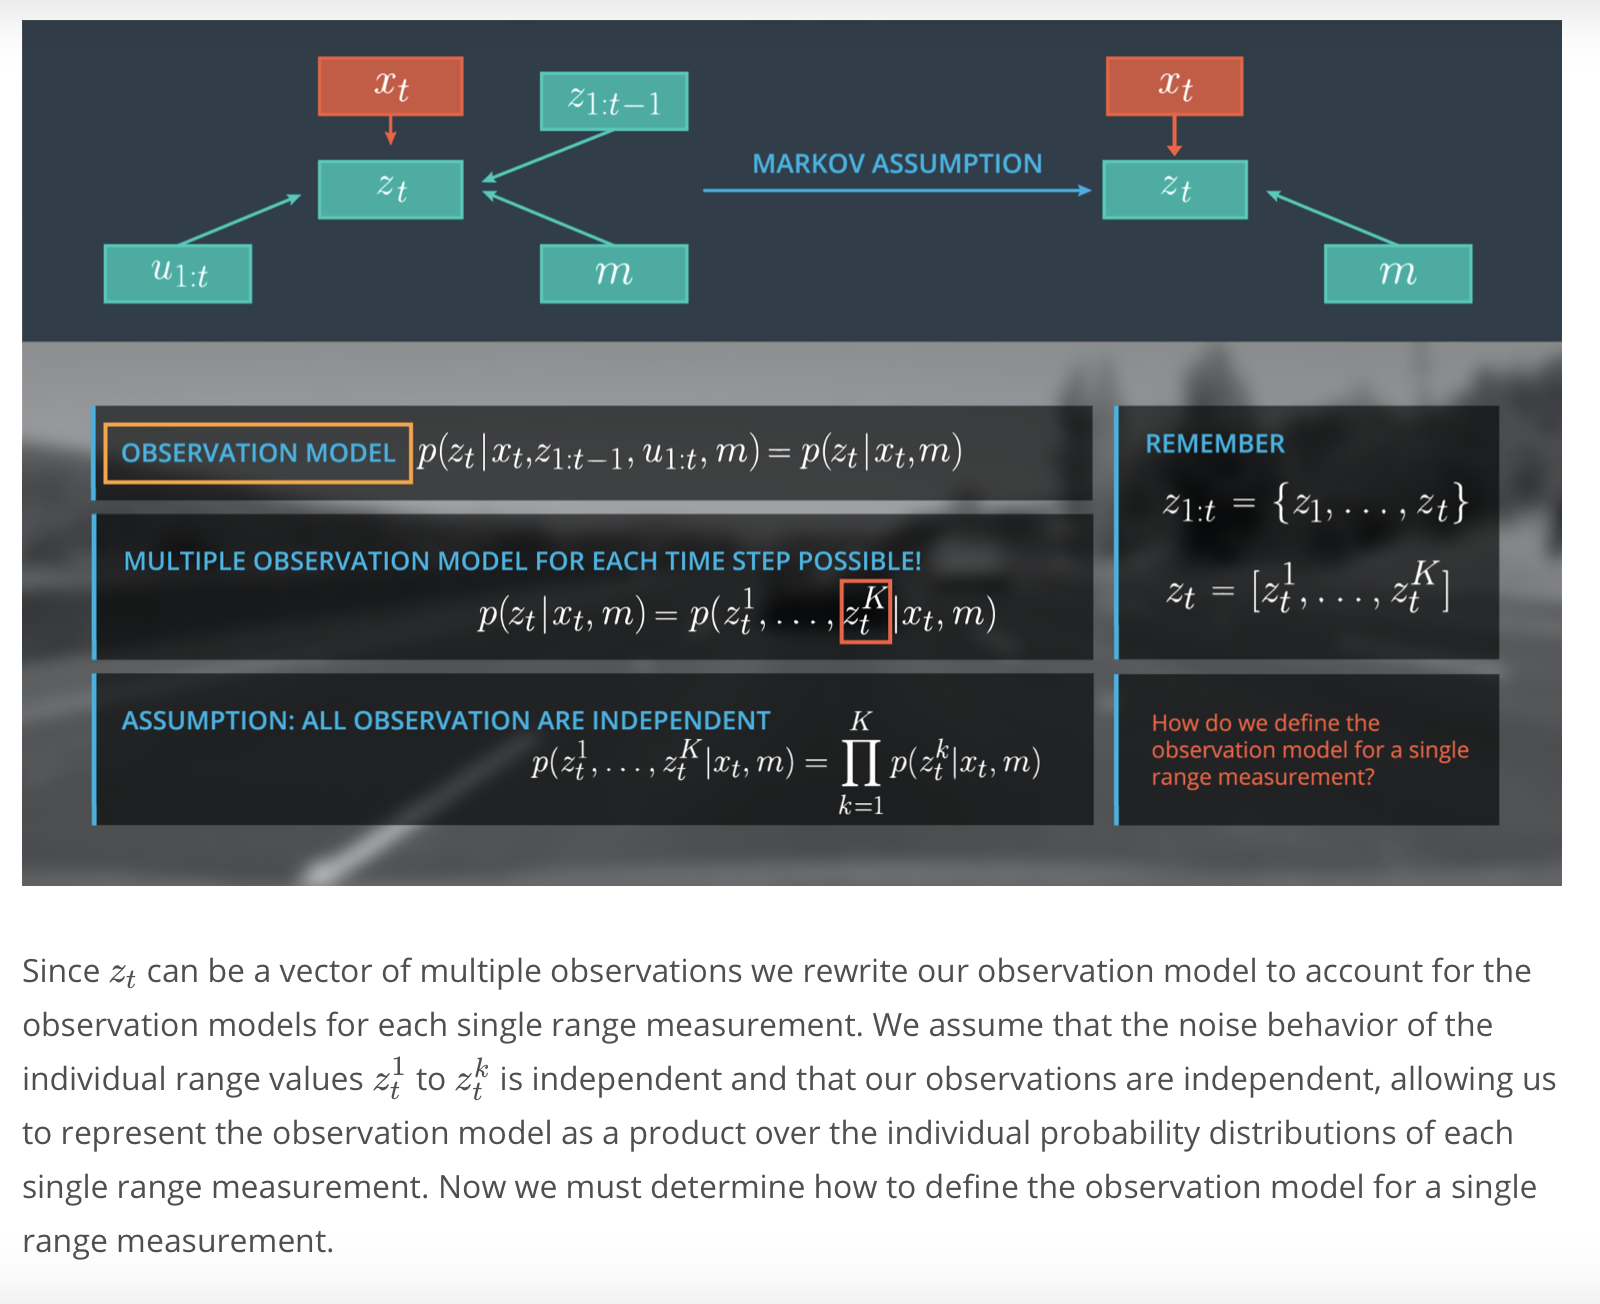 x_t
z_{1:t−1}
x_t
MARKOV ASSUMPTION
z_t
z_t
u_{1:t}
m
m
OBSERVATION MODEL p(z_t|x_t,z_{1:t−1}, u_{1:t}, m) = p(z_t|x_t,m)
MULTIPLE OBSERVATION MODEL FOR EACH TIME STEP POSSIBLE!
p(z_t|x_t, m) = p(z_t^1, . . . , z_t^K|x_t, m)
ASSUMPTION: ALL OBSERVATION ARE INDEPENDENT
p(z_t^1, . . . , z_t^K|x_t, m) = ∏_{k=1}^{K} p(z_t^k|x_t, m)
REMEMBER
z_{1:t} = {z_1, . . . , z_t}
z_t = [z_t^1, . . . , z_t^K]
How do we define the
observation model for a single
range measurement?
Since z_t can be a vector of multiple observations we rewrite our observation model to account for the
observation models for each single range measurement. We assume that the noise behavior of the
individual range values z_t^1 to z_t^k is independent and that our observations are independent, allowing us
to represent the observation model as a product over the individual probability distributions of each
single range measurement. Now we must determine how to define the observation model for a single
range measurement.